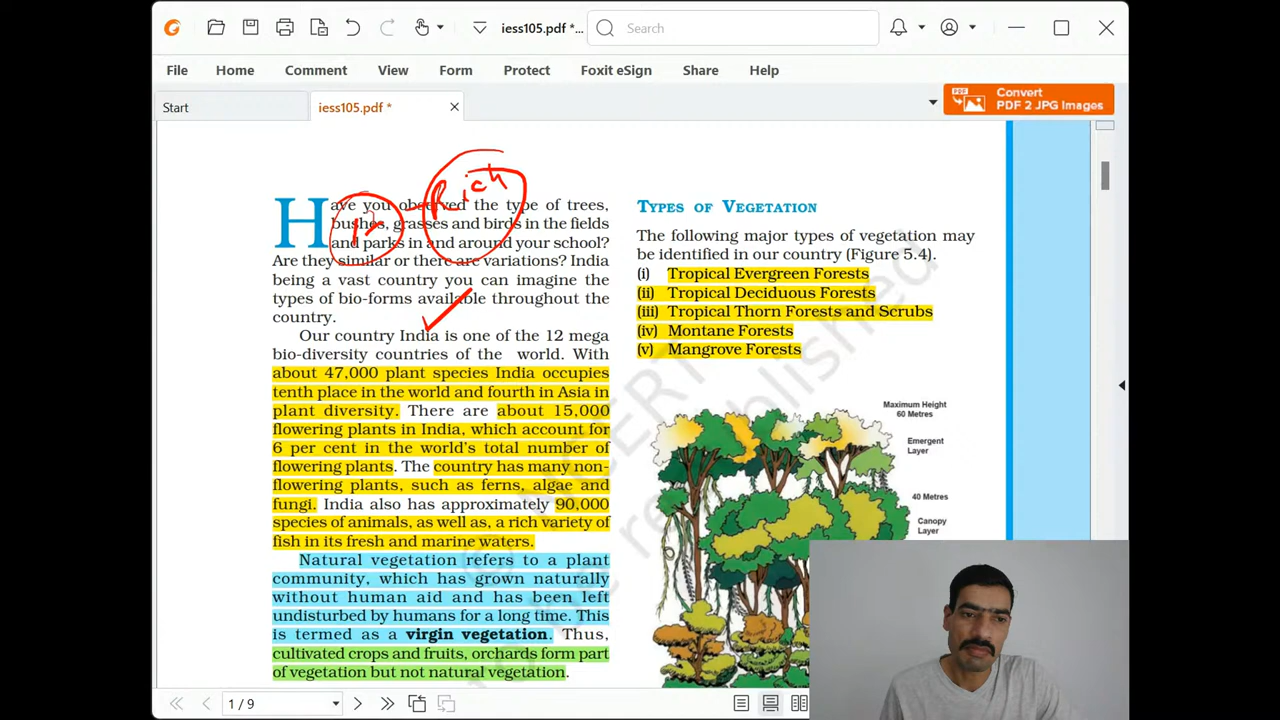 iess105.pdf *...
Search
File Home Comment View Form Protect Foxit eSign Share Help
Start
iess105.pdf *
Convert
PDF 2 JPG Images
12
Rich
Have you observed the type of trees,
bushes, grasses and birds in the fields
and parks in and around your school?
Are they similar or there are variations? India
being a vast country you can imagine the
types of bio-forms available throughout the
country.
Our country India is one of the 12 mega
bio-diversity countries of the world. With
about 47,000 plant species India occupies
tenth place in the world and fourth in Asia in
plant diversity. There are about 15,000
flowering plants in India, which account for
6 per cent in the world's total number of
flowering plants. The country has many non-
flowering plants, such as ferns, algae and
fungi. India also has approximately 90,000
species of animals, as well as, a rich variety of
fish in its fresh and marine waters.
Natural vegetation refers to a plant
community, which has grown naturally
without human aid and has been left
undisturbed by humans for a long time. This
is termed as a virgin vegetation. Thus,
cultivated crops and fruits, orchards form part
of vegetation but not natural vegetation.
TYPES OF VEGETATION
The following major types of vegetation may
be identified in our country (Figure 5.4).
(i) Tropical Evergreen Forests
(ii) Tropical Deciduous Forests
(iii) Tropical Thorn Forests and Scrubs
(iv) Montane Forests
(v) Mangrove Forests
Maximum Height
60 Metres
Emergent
Layer
40 Metres
Canopy
Layer
1 / 9